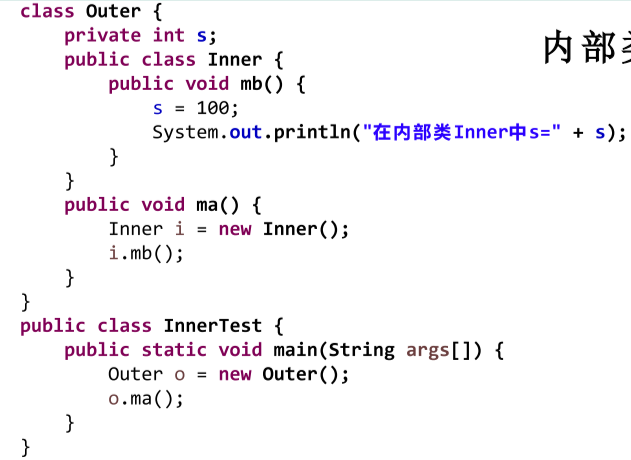 class Outer {
    private int s;
    public class Inner {
        public void mb() {
            s = 100;
            System.out.println("在内部类Inner中s=" + s);
        }
    }
    public void ma() {
        Inner i = new Inner();
        i.mb();
    }
}
public class InnerTest {
    public static void main(String args[]) {
        Outer o = new Outer();
        o.ma();
    }
}
内部